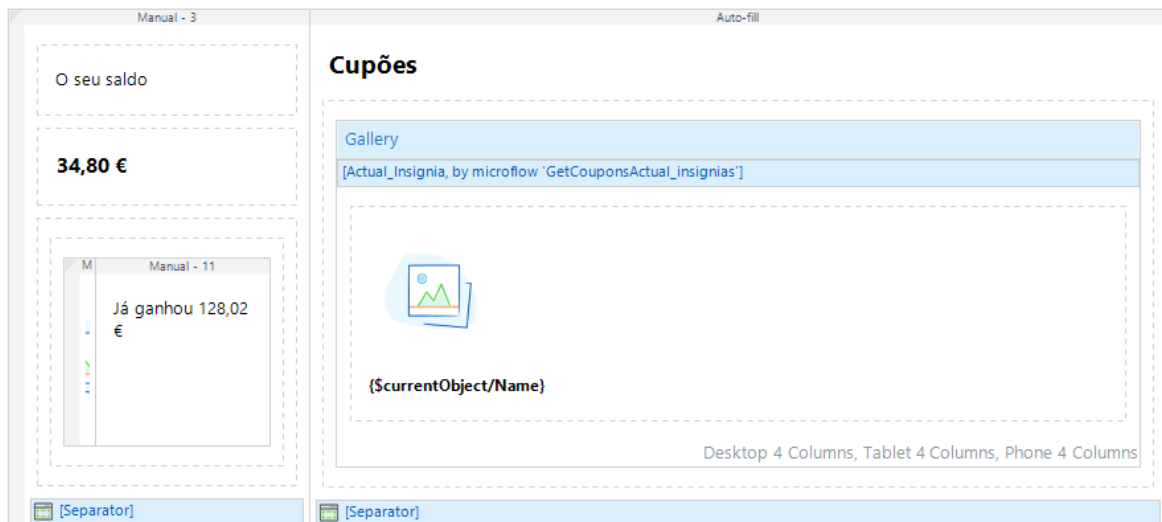 Manual - 3
Auto-fill
O seu saldo
34,80 €
M
Manual - 11
Já ganhou 128,02
€
[Separator]
Cupões
Gallery
[Actual_Insignia, by microflow 'GetCouponsActual_insignias']
{$currentObject/Name}
Desktop 4 Columns, Tablet 4 Columns, Phone 4 Columns
[Separator]